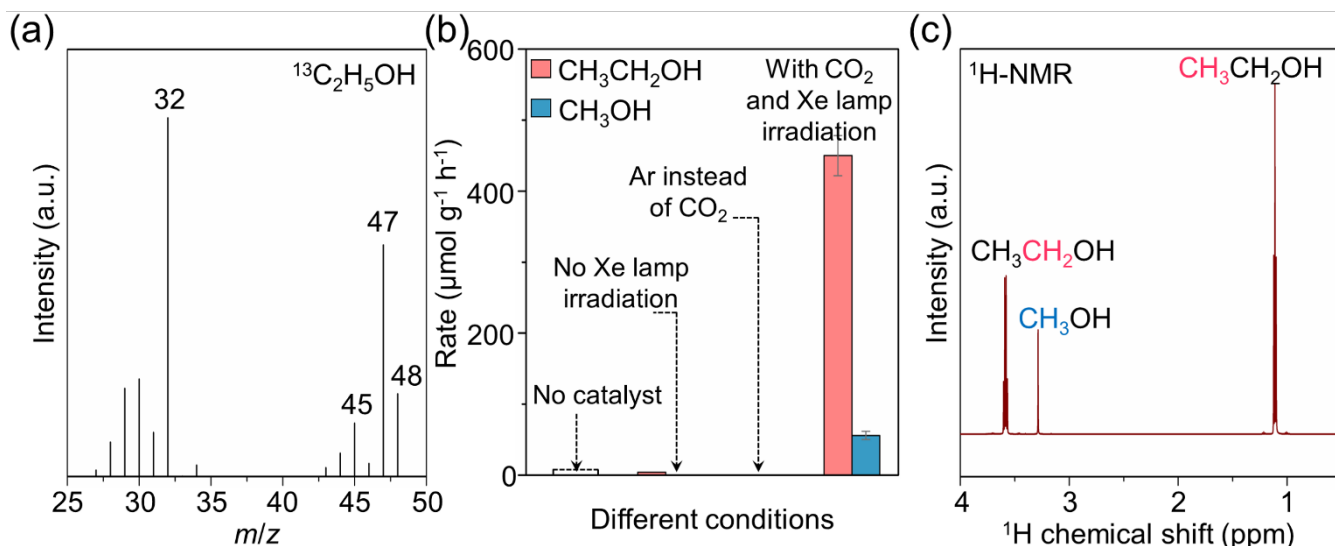 (a)
¹³C₂H₅OH
32
47
48
45
Intensity (a.u.)
25 30 35 40 45 50
m/z
(b)
CH₃CH₂OH
CH₃OH
With CO₂
and Xe lamp
irradiation
Ar instead
of CO₂
No Xe lamp
irradiation
No catalyst
Rate (μmol g⁻¹ h⁻¹)
600
400
200
0
Different conditions
(c)
¹H-NMR
CH₃CH₂OH
CH₃CH₂OH
CH₃OH
Intensity (a.u.)
4 3 2 1
¹H chemical shift (ppm)